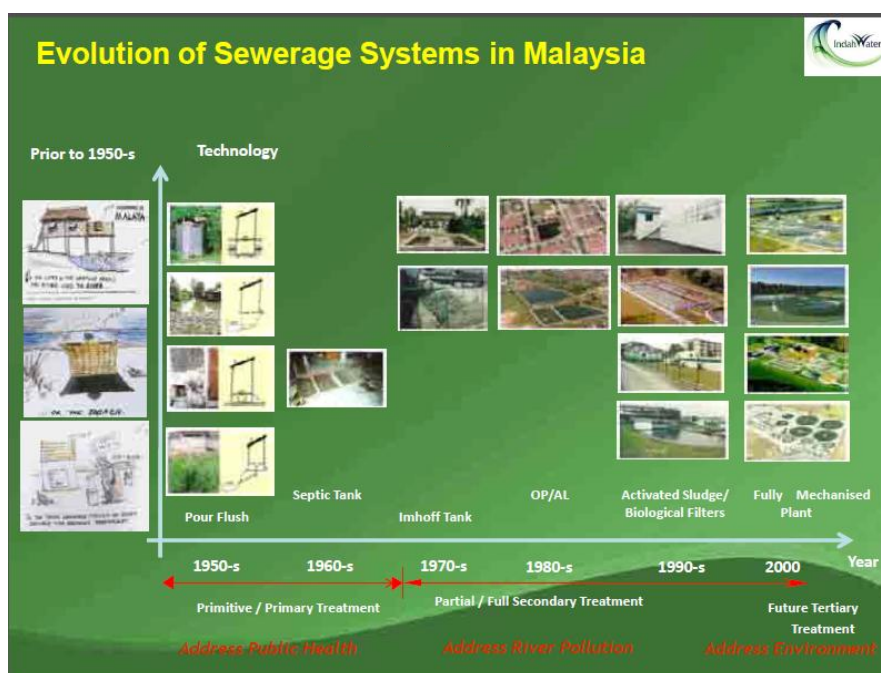 Evolution of Sewerage Systems in Malaysia
IndahWater
Prior to 1950-s
Technology
MALAYA
Septic Tank
OP/AL
Activated Sludge/
Biological Filters
Fully Mechanised
Plant
Pour Flush
Imhoff Tank
1950-s
1960-s
1970-s
1980-s
1990-s
2000
Year
Primitive / Primary Treatment
Partial / Full Secondary Treatment
Future Tertiary
Treatment
Address Public Health
Address River Pollution
Address Environment